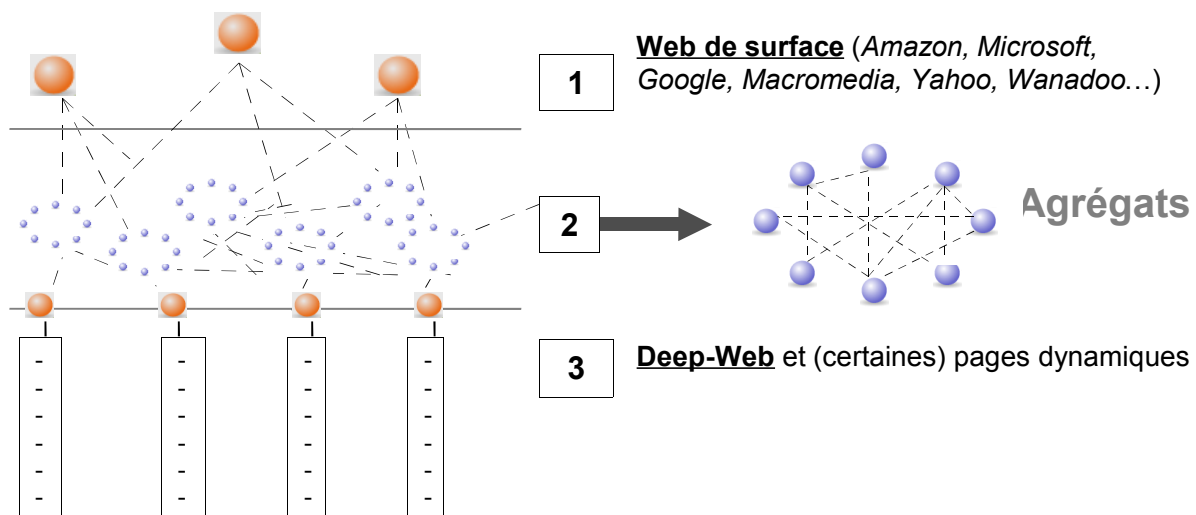 1
Web de surface (Amazon, Microsoft,
Google, Macromedia, Yahoo, Wanadoo…)
2
Agrégats
3
Deep-Web et (certaines) pages dynamiques
- - - -
- - - -
- - - -
- - - -
- - - -
- - - -